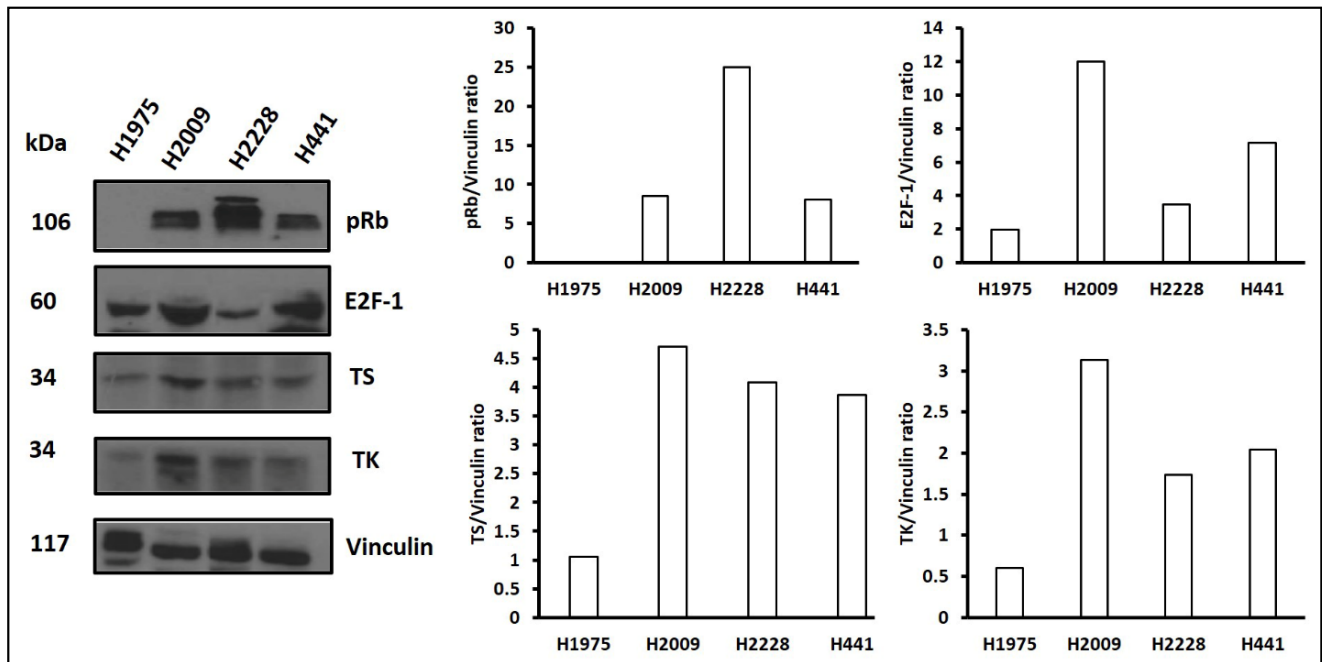 kDa
H1975
H2009
H2228
H441
106 pRb
60 E2F-1
34 TS
34 TK
117 Vinculin
pRb/Vinculin ratio
30
25
20
15
10
5
0
H1975 H2009 H2228 H441
E2F-1/Vinculin ratio
14
12
10
8
6
4
2
0
H1975 H2009 H2228 H441
TS/Vinculin ratio
5
4.5
4
3.5
3
2.5
2
1.5
1
0.5
0
H1975 H2009 H2228 H441
TK/Vinculin ratio
3.5
3
2.5
2
1.5
1
0.5
0
H1975 H2009 H2228 H441